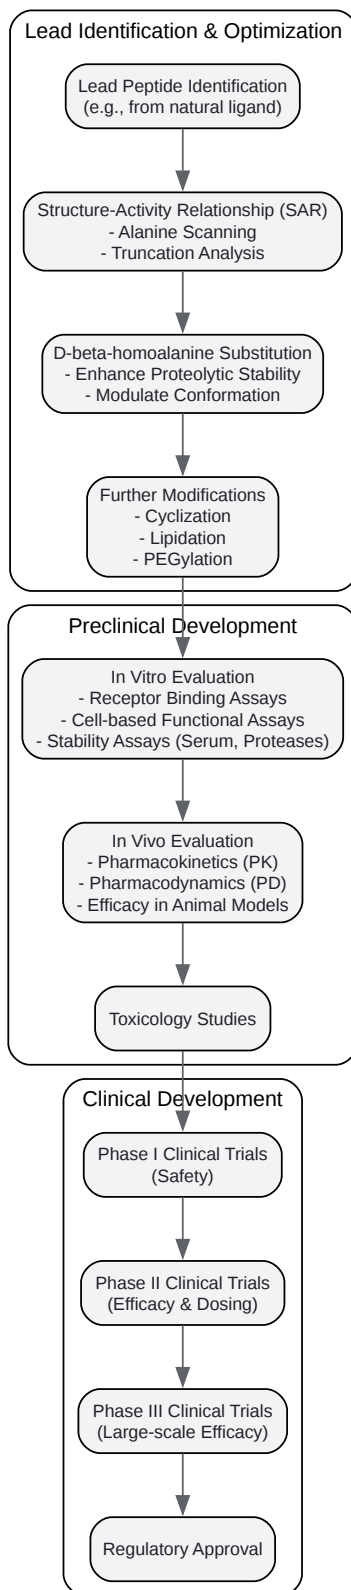 Lead Identification & Optimization
Lead Peptide Identification
(e.g., from natural ligand)
Structure-Activity Relationship (SAR)
- Alanine Scanning
- Truncation Analysis
D-beta-homoalanine Substitution
- Enhance Proteolytic Stability
- Modulate Conformation
Further Modifications
- Cyclization
- Lipidation
- PEGylation
Preclinical Development
In Vitro Evaluation
- Receptor Binding Assays
- Cell-based Functional Assays
- Stability Assays (Serum, Proteases)
In Vivo Evaluation
- Pharmacokinetics (PK)
- Pharmacodynamics (PD)
- Efficacy in Animal Models
Toxicology Studies
Clinical Development
Phase I Clinical Trials
(Safety)
Phase II Clinical Trials
(Efficacy & Dosing)
Phase III Clinical Trials
(Large-scale Efficacy)
Regulatory Approval